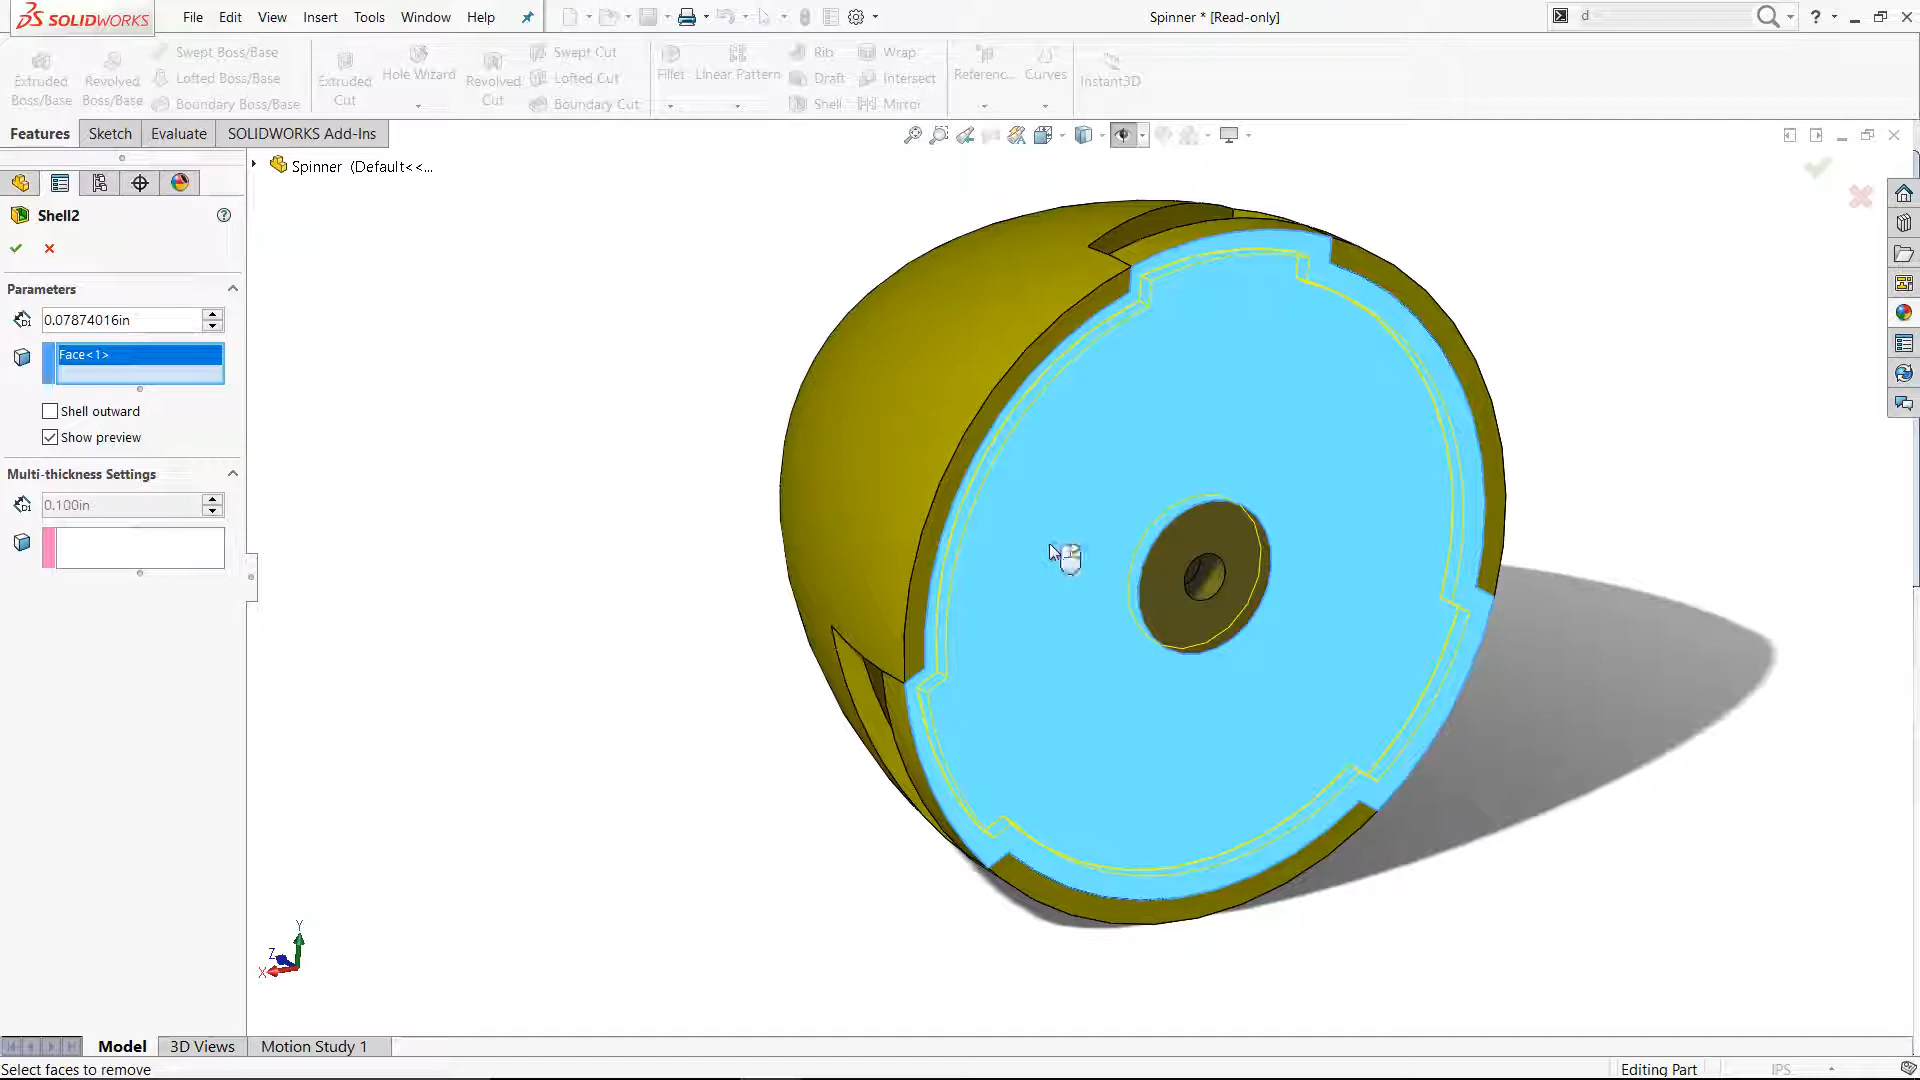 SOLIDWORKS
File Edit View Insert Tools Window Help
Spinner * [Read-only]
d
Extruded Boss/Base
Revolved Boss/Base
Swept Boss/Base
Lofted Boss/Base
Boundary Boss/Base
Extruded Cut
Hole Wizard
Revolved Cut
Swept Cut
Lofted Cut
Boundary Cut
Fillet
Linear Pattern
Rib
Draft
Shell
Wrap
Intersect
Mirror
Referenc...
Curves
Instant3D
Features Sketch Evaluate SOLIDWORKS Add-Ins
Spinner (Default<<...
Shell2
Parameters
D1
0.07874016in
Face<1>
Shell outward
Show preview
Multi-thickness Settings
D1
0.100in
Y
Z
X
Model 3D Views Motion Study 1
Select faces to remove
Editing Part
IPS